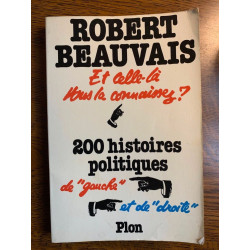 ROBERT
BEAUVAIS
Et celle-là
Vous la connaissez?
200 histoires
politiques
de "gauche"
et de "droite"
Plon